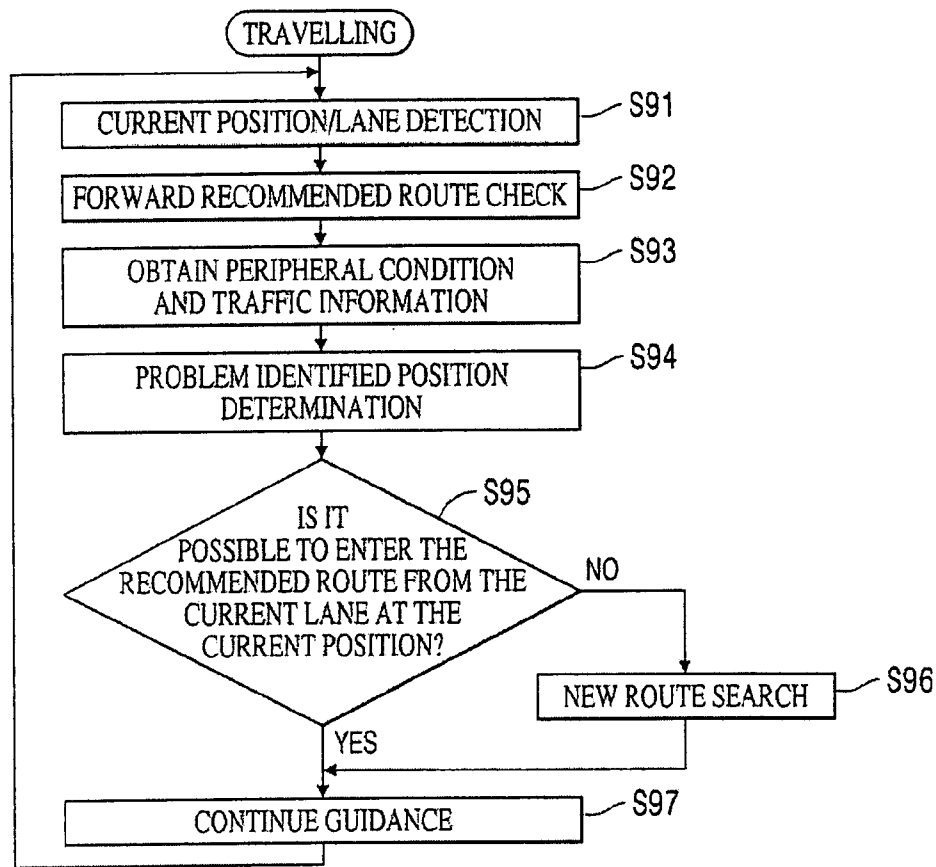 TRAVELLING
CURRENT POSITION/LANE DETECTION
S91
FORWARD RECOMMENDED ROUTE CHECK
S92
OBTAIN PERIPHERAL CONDITION
AND TRAFFIC INFORMATION
S93
PROBLEM IDENTIFIED POSITION
DETERMINATION
S94
IS IT
POSSIBLE TO ENTER THE
RECOMMENDED ROUTE FROM THE
CURRENT LANE AT THE
CURRENT POSITION?
S95
NO
NEW ROUTE SEARCH
S96
YES
CONTINUE GUIDANCE
S97